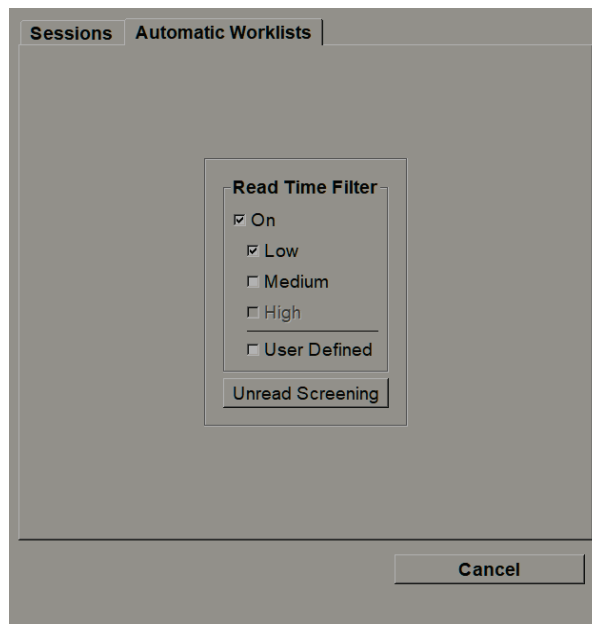 Sessions Automatic Worklists
Read Time Filter
On
Low
Medium
High
User Defined
Unread Screening
Cancel